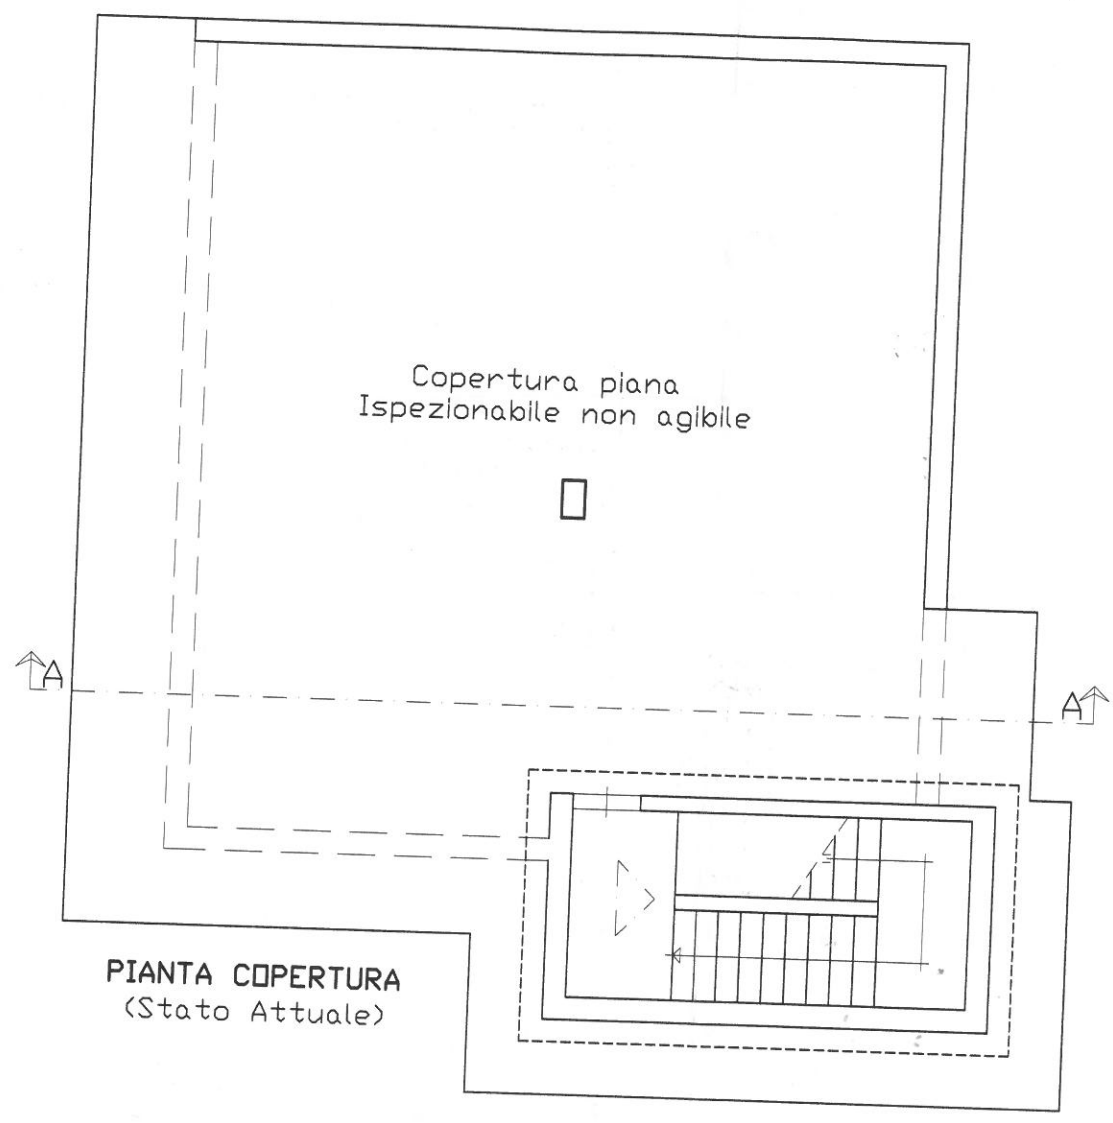 Copertura piana
Ispezionabile non agibile
A
A
PIANTA COPERTURA
(Stato Attuale)